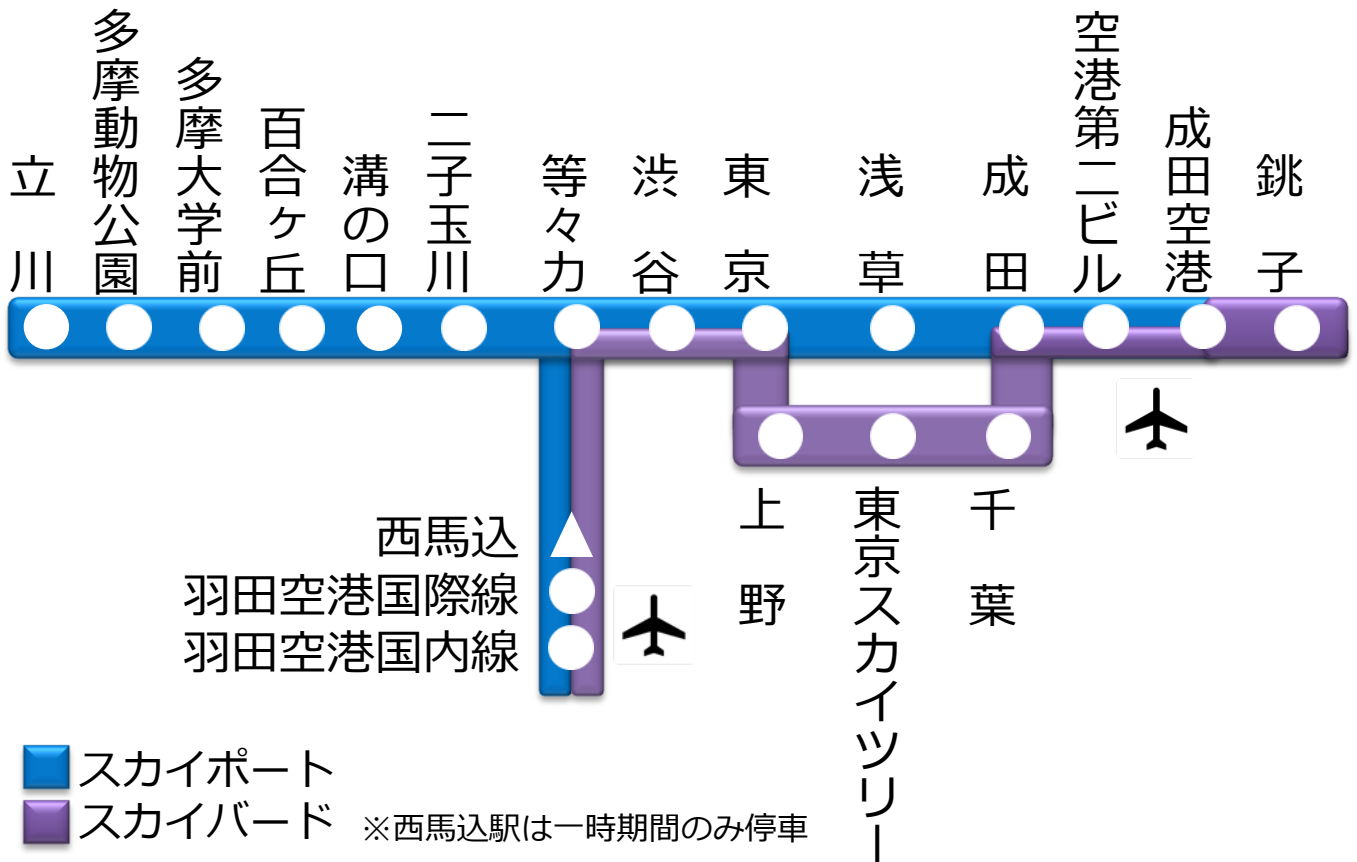 立川
多摩動物公園
多摩大学前
百合ヶ丘
溝の口
二子玉川
等々力
渋谷
東京
浅草
成田
空港第二ビル
成田空港
銚子
上野
東京スカイツリー
千葉
西馬込
羽田空港国際線
羽田空港国内線
スカイポート
スカイバード ※西馬込駅は一時期間のみ停車